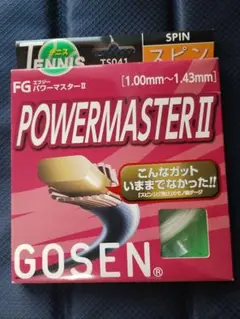 TENNIS
テニス
TS041
SPIN
スピン
FG エフジー
パワーマスターII
[1.00mm~1.43mm]
POWERMASTER II
こんなガット
いままでなかった!!
GOSEN®